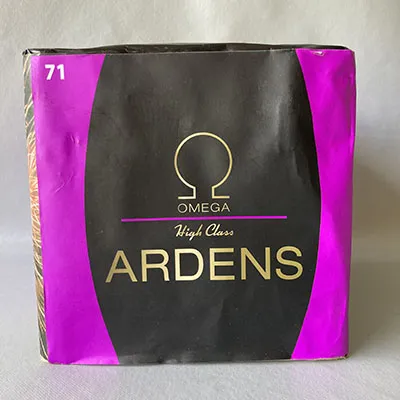 71
OMEGA
High Class
ARDENS